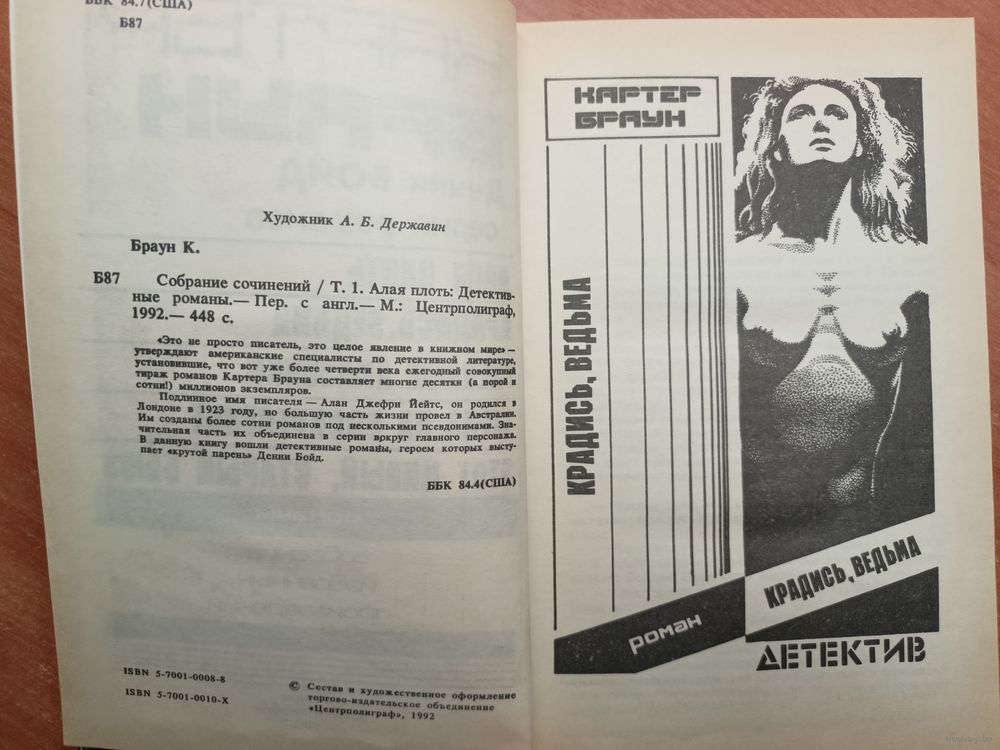 ББК 84.7(США)
Б87
Художник А. Б. Державин
Браун К.
Б87 Собрание сочинений / Т. 1. Алая плоть: Детектив-
ные романы.— Пер. с англ.— М.: Центрполиграф,
1992.— 448 с.
«Это не просто писатель, это целое явление в книжном мире» —
утверждают американские специалисты по детективной литературе,
установившие, что вот уже более четверти века ежегодный совокупный
тираж романов Картера Брауна составляет многие десятки (а порой и
сотни!) миллионов экземпляров.
Подлинное имя писателя — Алан Джефри Йейтс, он родился в
Лондоне в 1923 году, но большую часть жизни провел в Австралии.
Им созданы более сотни романов под несколькими псевдонимами. Зна-
чительная часть их объединена в серии вокруг главного персонажа.
В данную книгу вошли детективные романы, героем которых высту-
пает «крутой парень» Денни Бойд.
ББК 84.4(США)
ISBN 5-7001-0008-8
ISBN 5-7001-0010-X
© Состав и художественное оформление
торгово-издательское объединение
«Центрполиграф», 1992
КАРТЕР
БРАУН
КРАДИСЬ, ВЕДЬМА
роман
КРАДИСЬ, ВЕДЬМА
ДЕТЕКТИВ